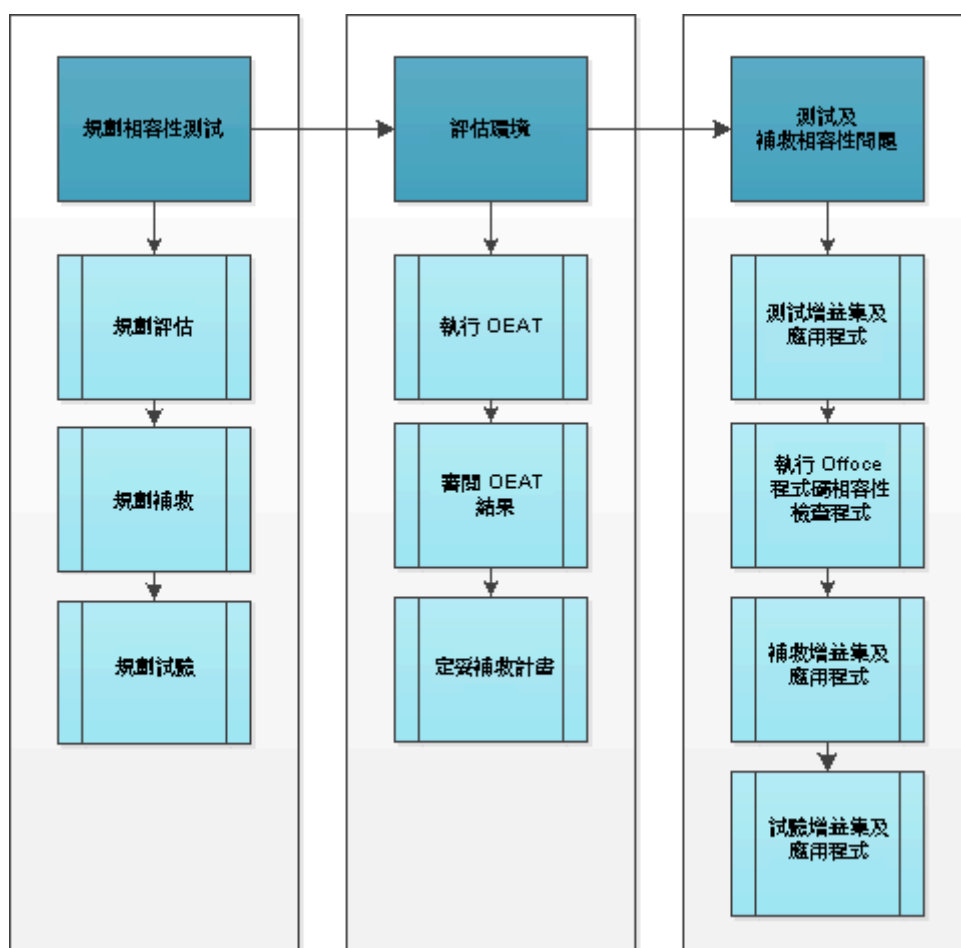 規劃相容性測試
評估環境
測試及
補救相容性問題
規劃評估
規劃補救
規劃試驗
執行 OEAT
審閱 OEAT
結果
定妥補救計畫
測試增益集及
應用程式
執行 Offoce
程式碼相容性
檢查程式
補救增益集及
應用程式
試驗增益集及
應用程式